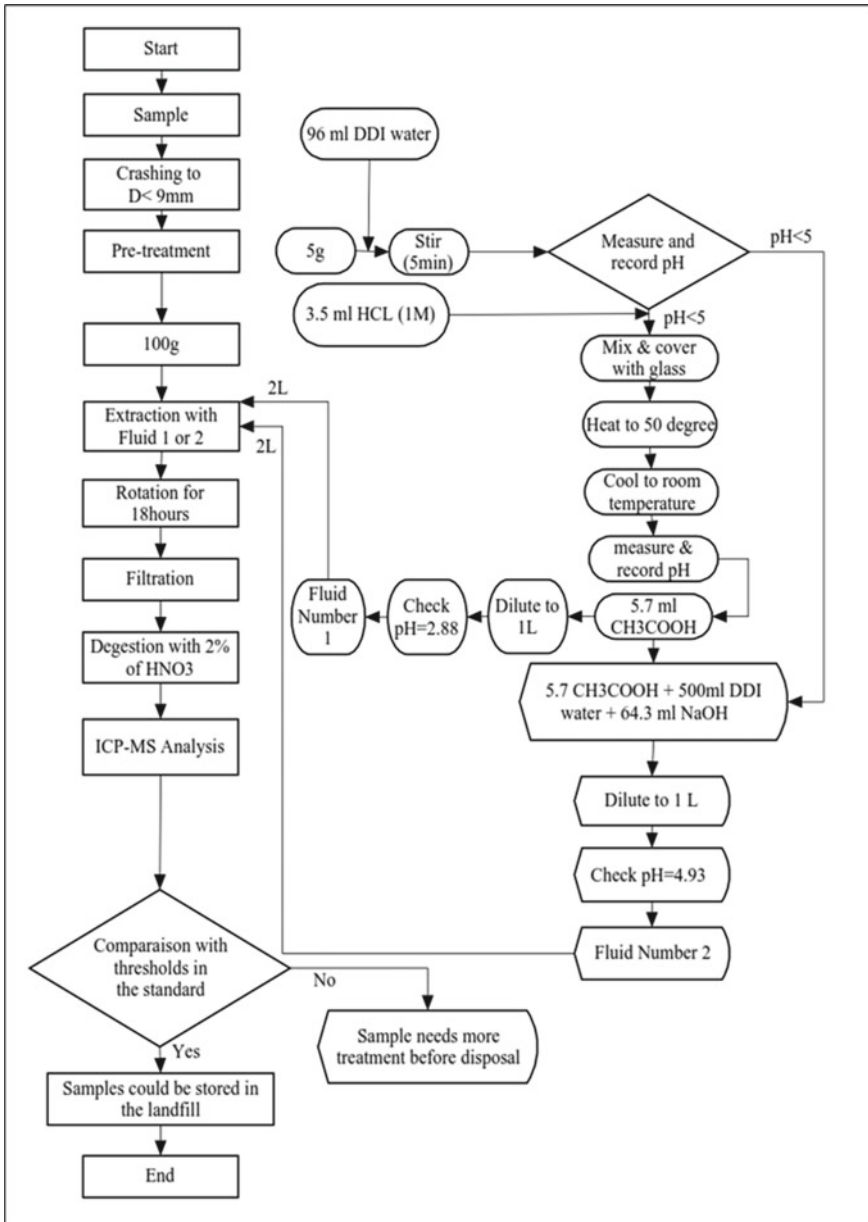 Start
Sample
Crashing to
D< 9mm
Pre-treatment
100g
Extraction with
Fluid 1 or 2
Rotation for
18hours
Filtration
Degestion with 2%
of HNO3
ICP-MS Analysis
Comparaison with
thresholds in
the standard
No
Yes
Sample needs more
treatment before disposal
Samples could be stored in
the landfill
End
96 ml DDI water
5g
Stir
(5min)
Measure and
record pH
pH<5
3.5 ml HCL (1M)
pH<5
Mix & cover
with glass
Heat to 50 degree
Cool to room
temperature
measure &
record pH
5.7 ml
CH3COOH
Dilute to
1L
Check
pH=2.88
Fluid
Number
1
2L
2L
5.7 CH3COOH + 500ml DDI
water + 64.3 ml NaOH
Dilute to 1 L
Check pH=4.93
Fluid Number 2